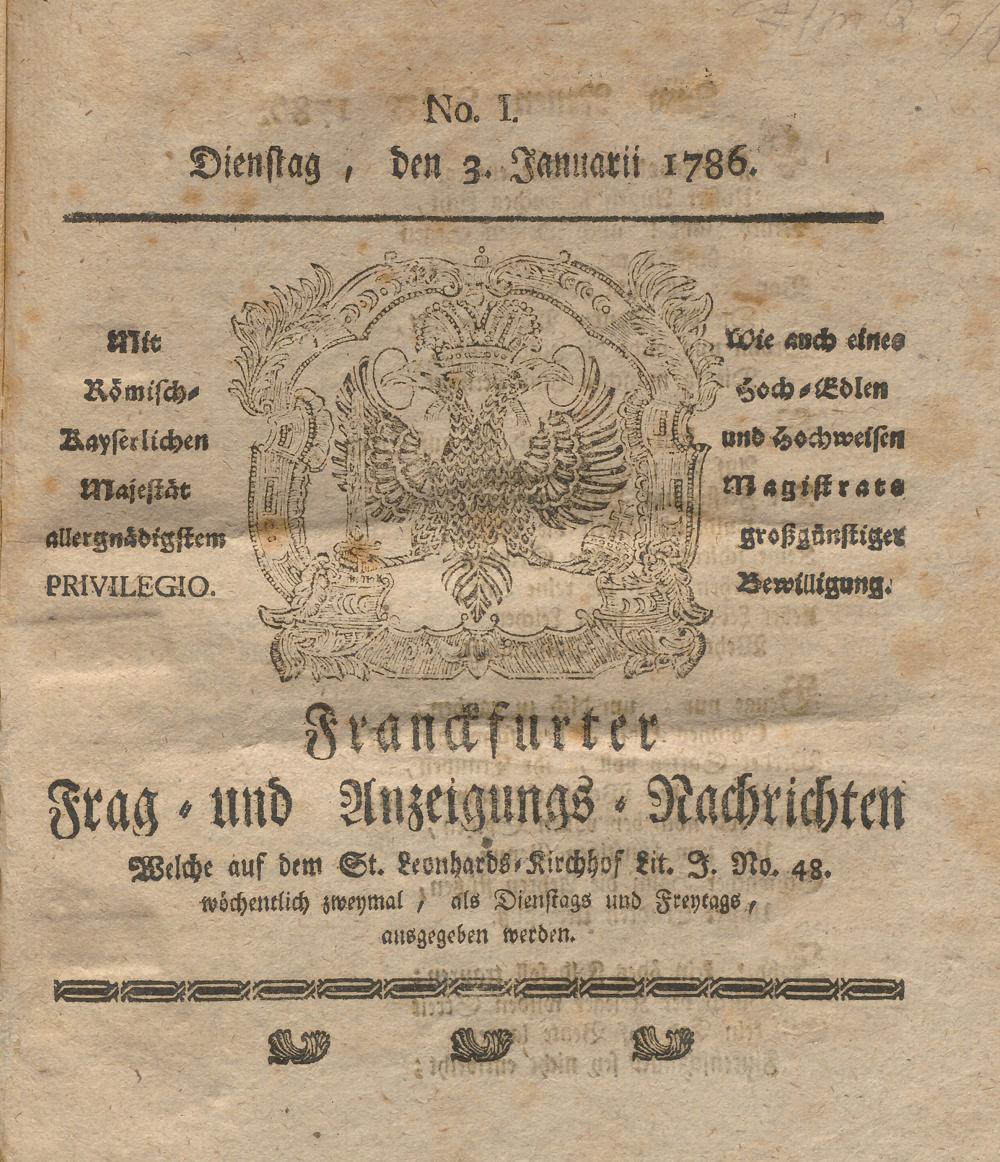 No. I.
Dienstag, den 3. Januarii 1786.
Mit
Römisch-
Kayserlichen
Majestät
allergnädigstem
PRIVILEGIO.
Wie auch eines
Hoch-Edlen
und Hochweisen
Magistrats
großgünstiger
Bewilligung.
Franckfurter
Frag- und Anzeigungs-Nachrichten
Welche auf dem St. Leonhards-Kirchhof Lit. J. No. 48.
wöchentlich zweymal, als Dienstags und Freytags,
ausgegeben werden.